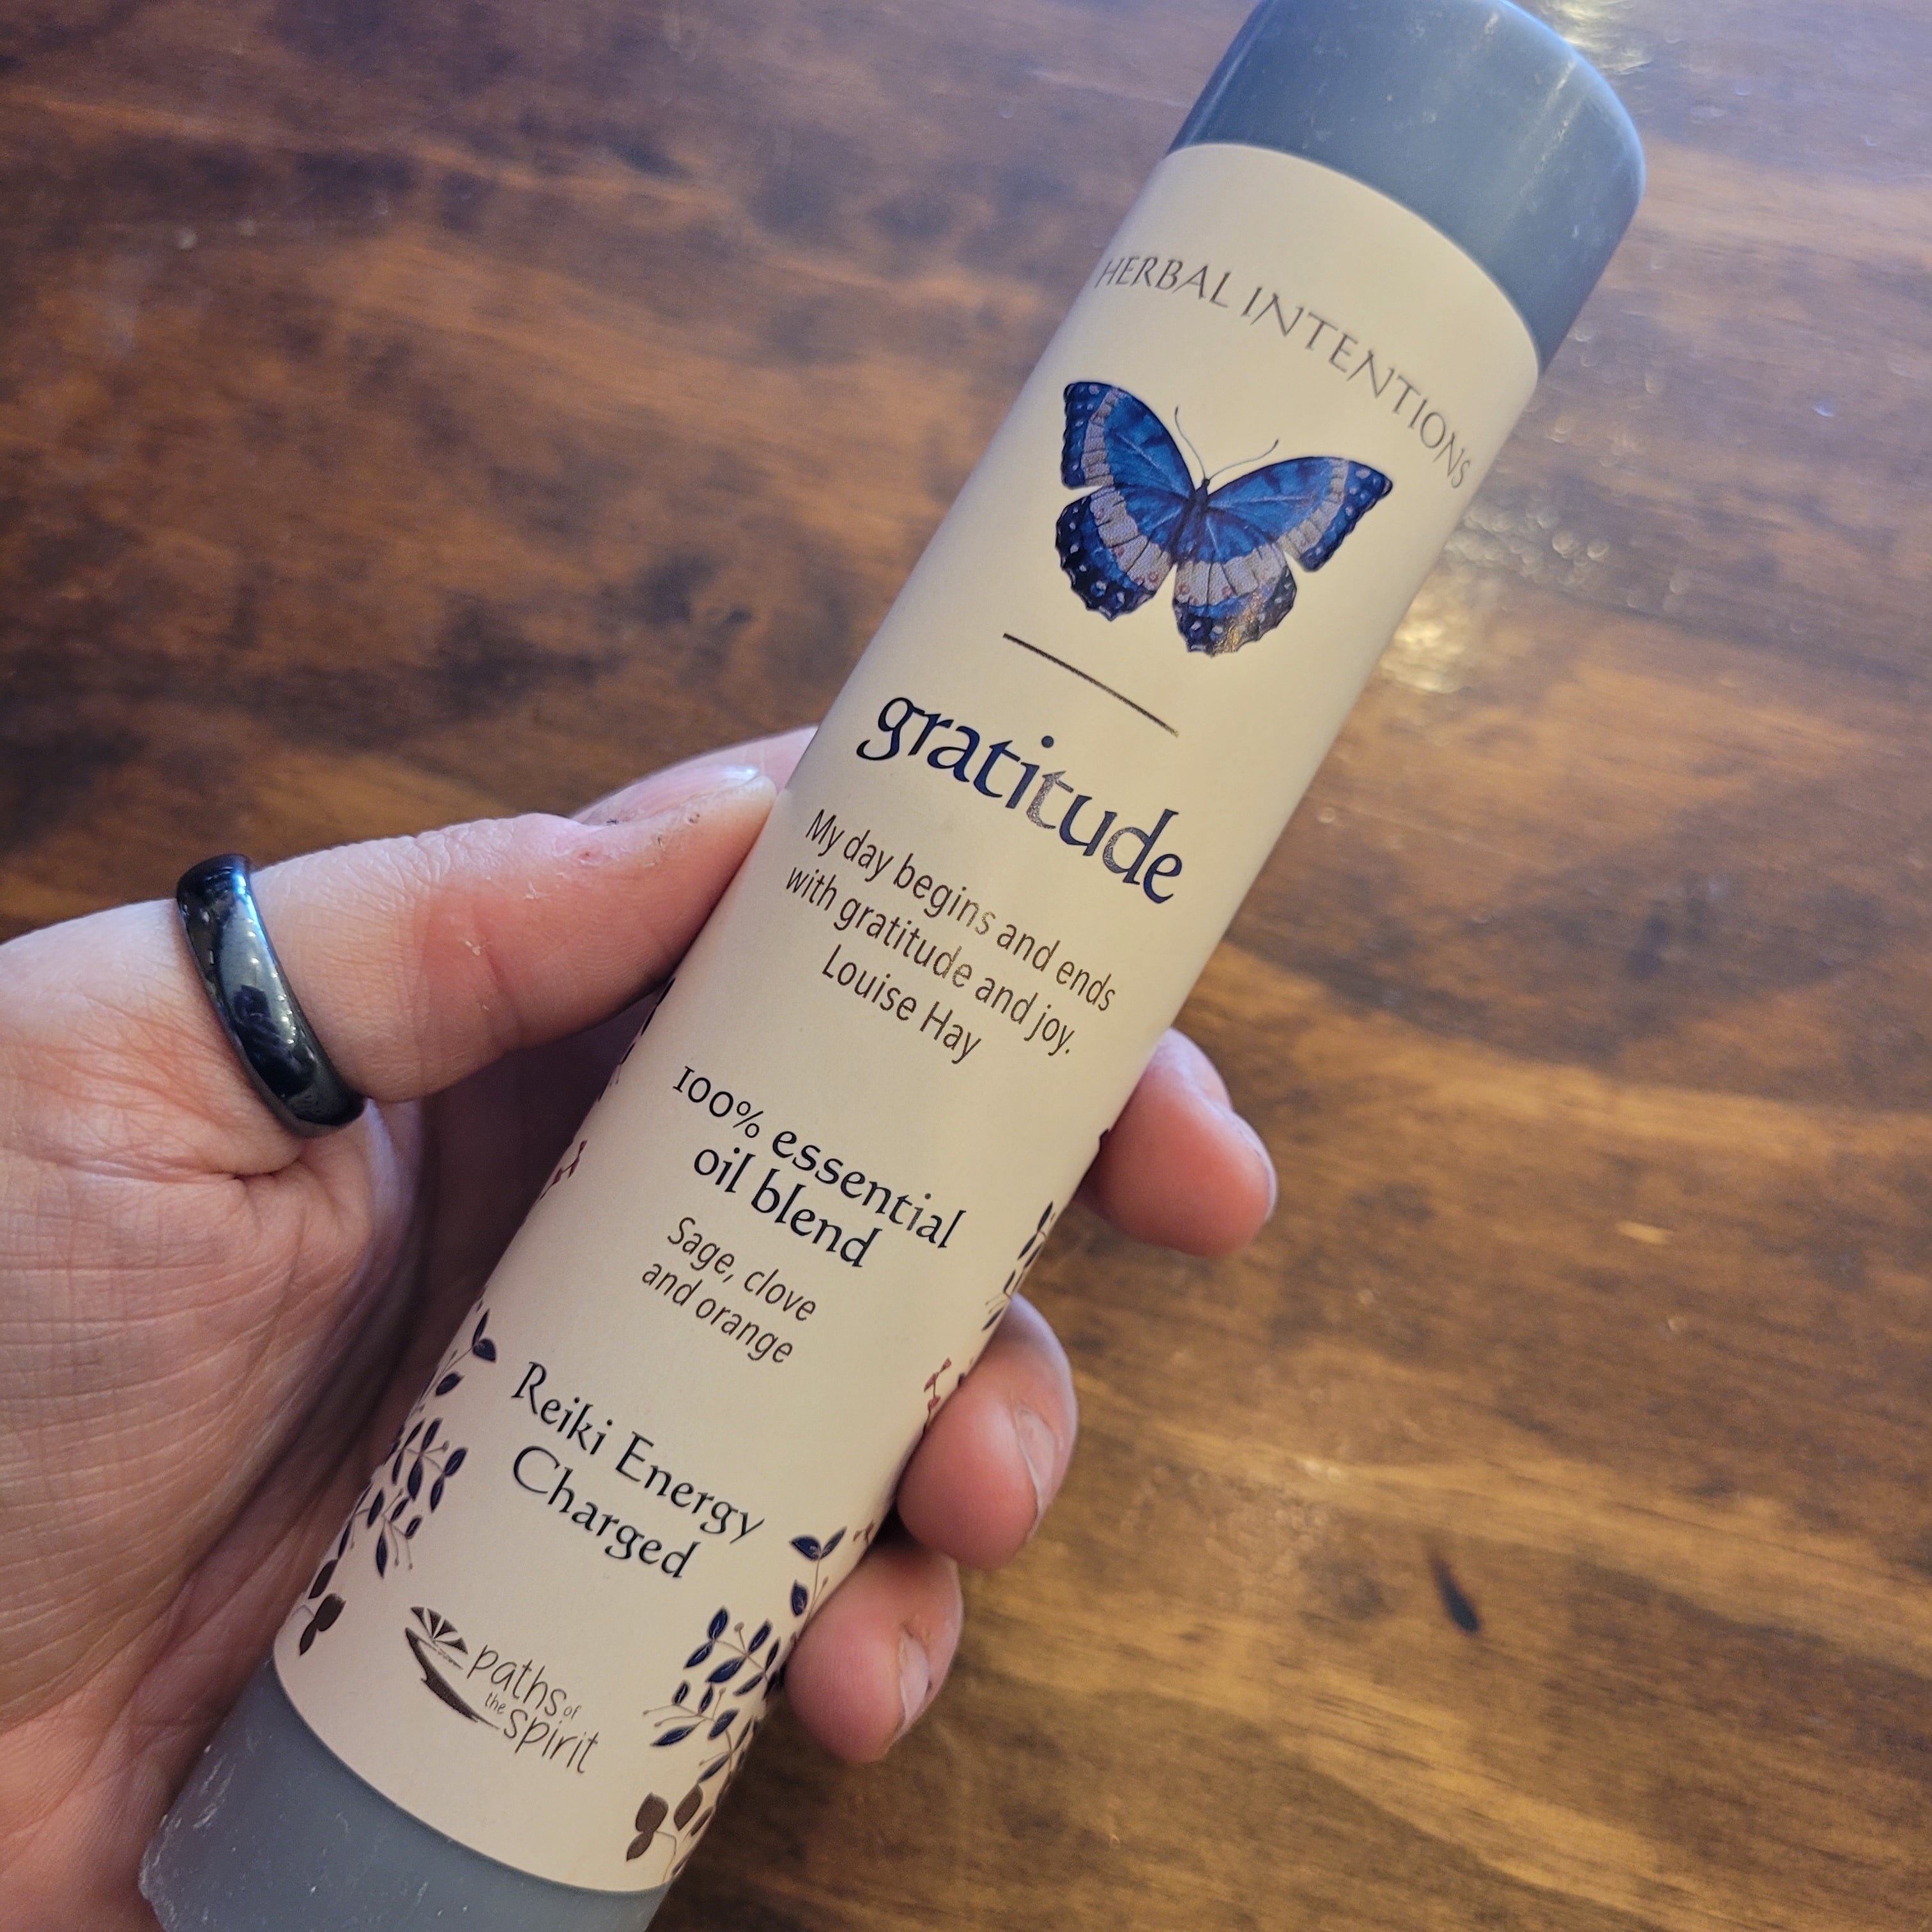 HERBAL INTENTIONS
gratitude
My day begins and ends
with gratitude and joy.
Louise Hay
100% essential
oil blend
Sage, clove
and orange
Reiki Energy
Charged
paths of
the spirit